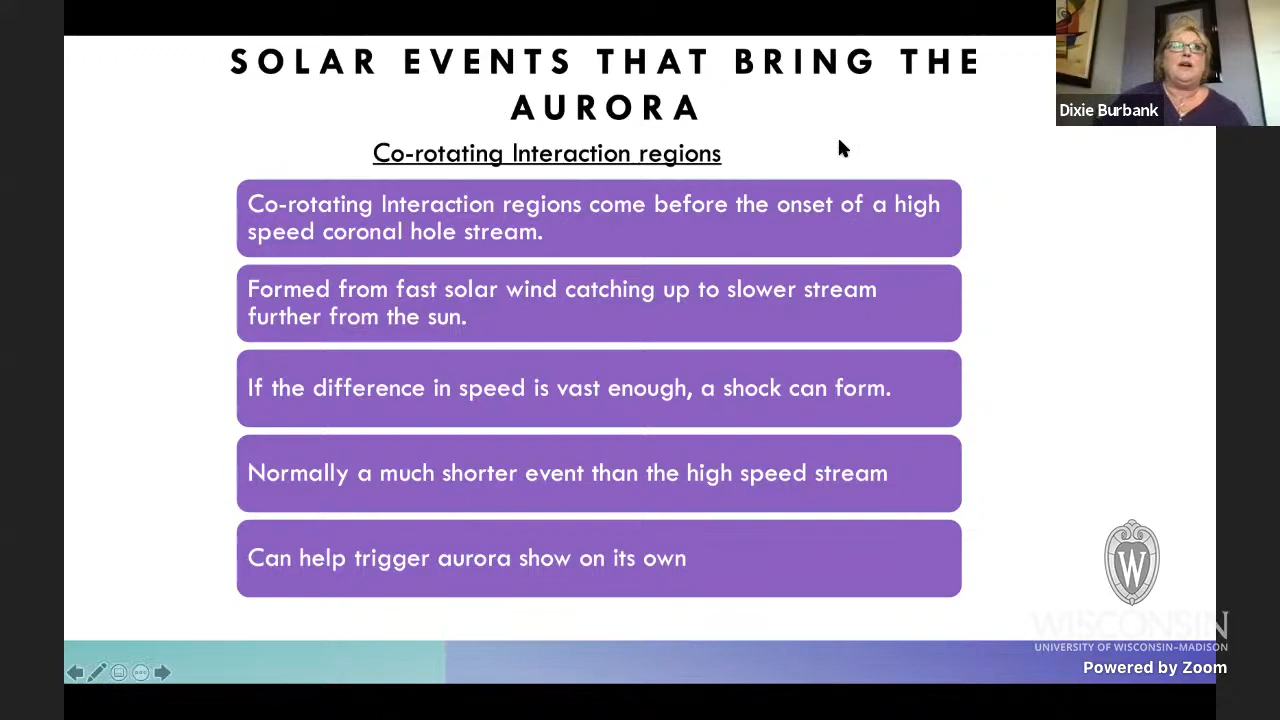 SOLAR EVENTS THAT BRING THE
AURORA
Dixie Burbank
Co-rotating Interaction regions
Co-rotating Interaction regions come before the onset of a high
speed coronal hole stream.
Formed from fast solar wind catching up to slower stream
further from the sun.
If the difference in speed is vast enough, a shock can form.
Normally a much shorter event than the high speed stream
Can help trigger aurora show on its own
W
WISCONSIN
UNIVERSITY OF WISCONSIN–MADISON
Powered by Zoom